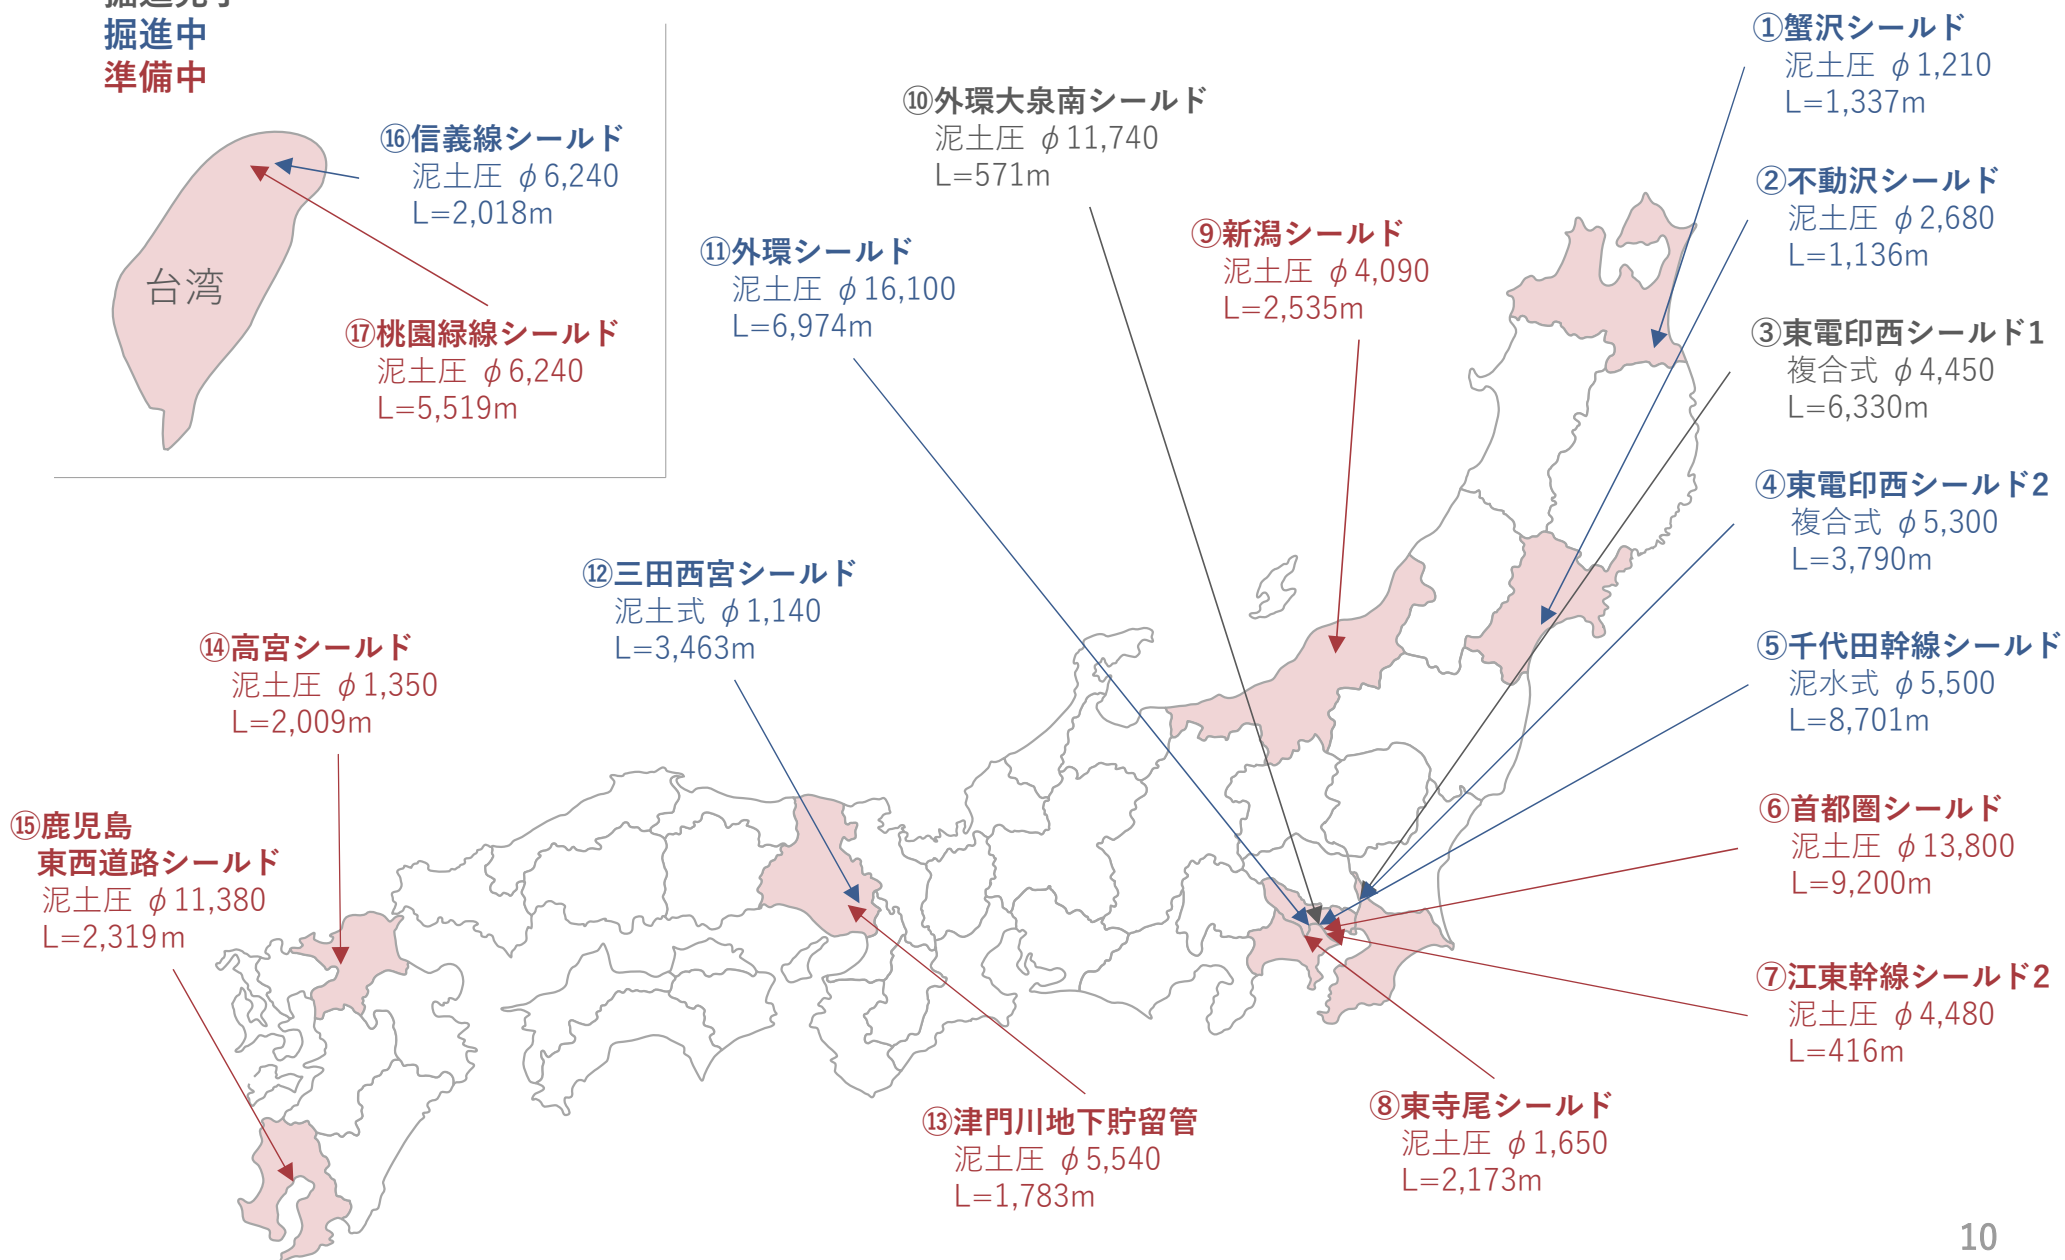 掘進完了
掘進中
準備中
台湾
①蟹沢シールド
泥土圧 φ1,210
L=1,337m
②不動沢シールド
泥土圧 φ2,680
L=1,136m
③東電印西シールド1
複合式 φ4,450
L=6,330m
④東電印西シールド2
複合式 φ5,300
L=3,790m
⑤千代田幹線シールド
泥水式 φ5,500
L=8,701m
⑥首都圏シールド
泥土圧 φ13,800
L=9,200m
⑦江東幹線シールド2
泥土圧 φ4,480
L=416m
⑧東寺尾シールド
泥土圧 φ1,650
L=2,173m
⑨新潟シールド
泥土圧 φ4,090
L=2,535m
⑩外環大泉南シールド
泥土圧 φ11,740
L=571m
⑪外環シールド
泥土圧 φ16,100
L=6,974m
⑫三田西宮シールド
泥土式 φ1,140
L=3,463m
⑬津門川地下貯留管
泥土圧 φ5,540
L=1,783m
⑭高宮シールド
泥土圧 φ1,350
L=2,009m
⑮鹿児島
東西道路シールド
泥土圧 φ11,380
L=2,319m
⑯信義線シールド
泥土圧 φ6,240
L=2,018m
⑰桃園緑線シールド
泥土圧 φ6,240
L=5,519m
10